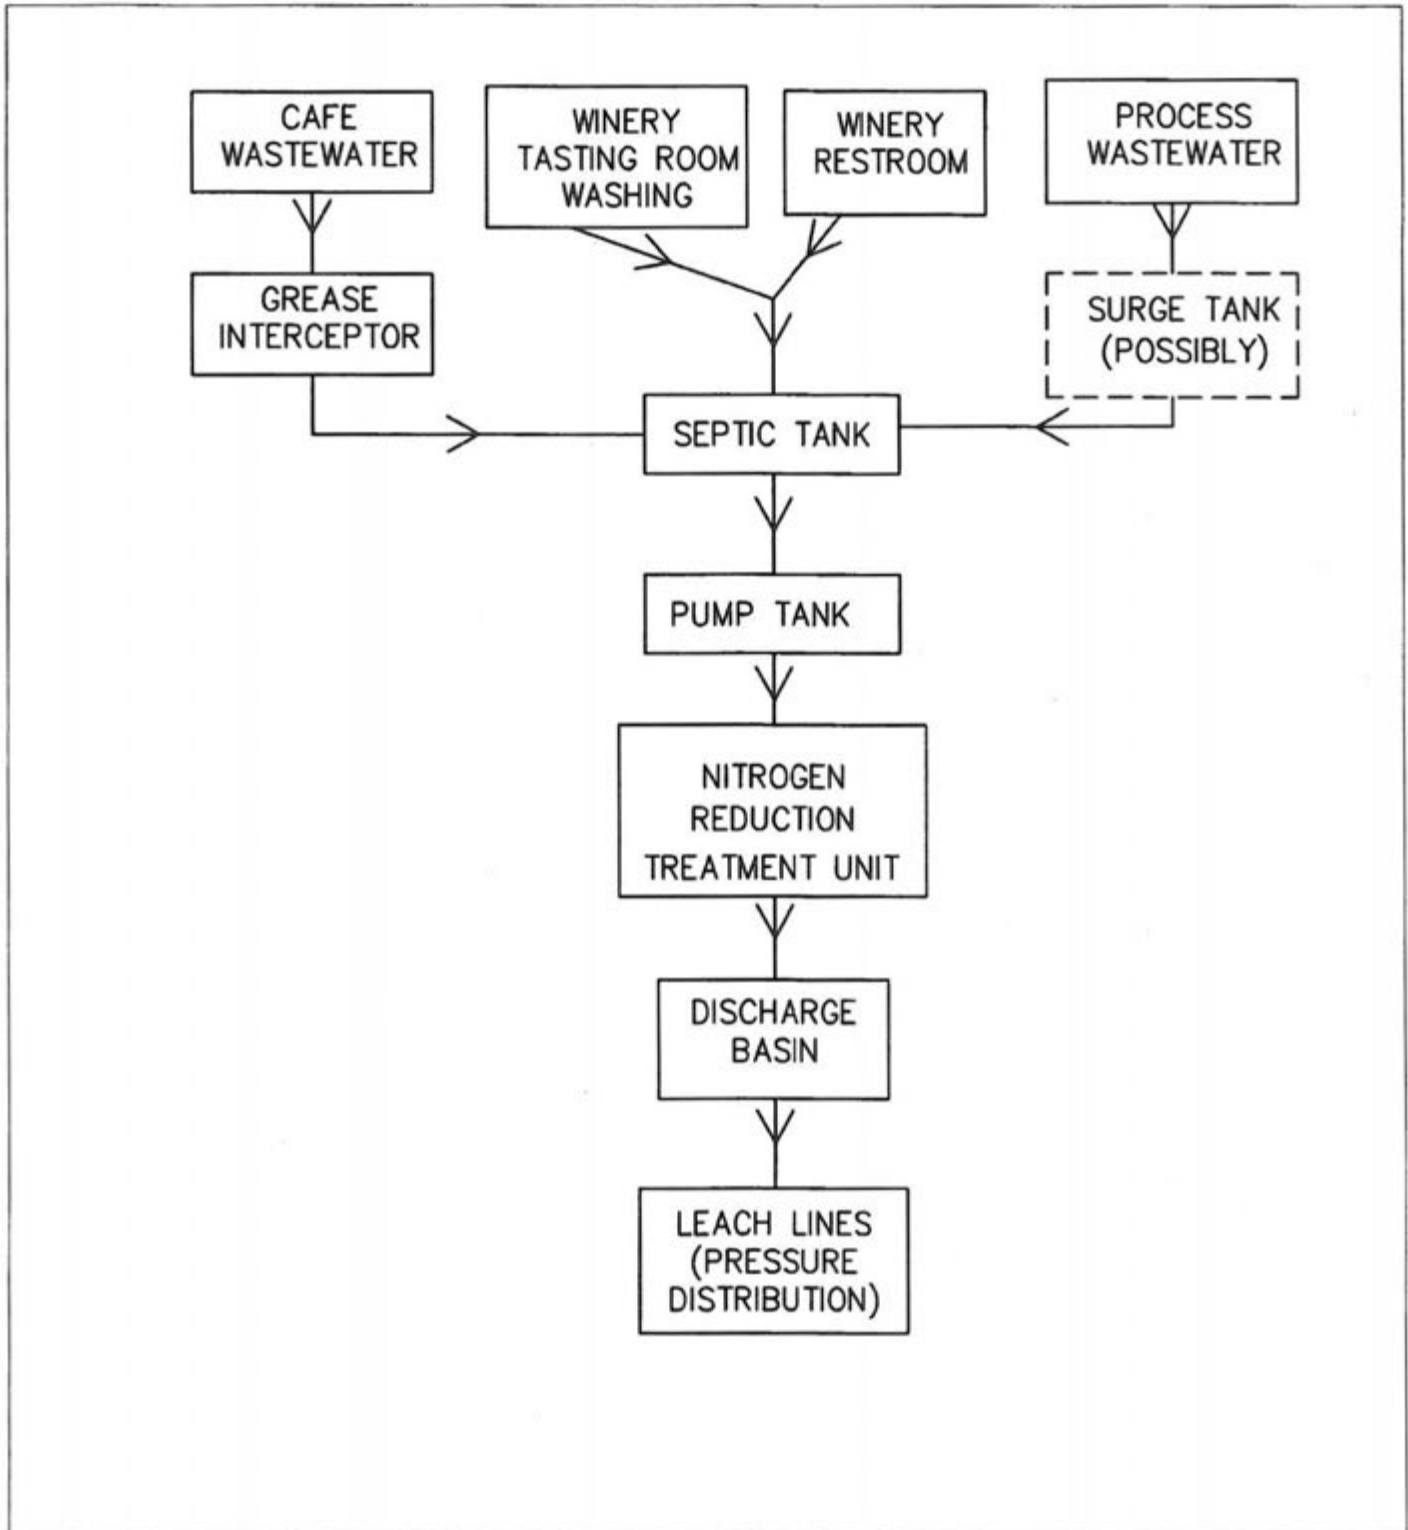 CAFE
WASTEWATER
WINERY
TASTING ROOM
WASHING
WINERY
RESTROOM
PROCESS
WASTEWATER
GREASE
INTERCEPTOR
SURGE TANK
(POSSIBLY)
SEPTIC TANK
PUMP TANK
NITROGEN
REDUCTION
TREATMENT UNIT
DISCHARGE
BASIN
LEACH LINES
(PRESSURE
DISTRIBUTION)